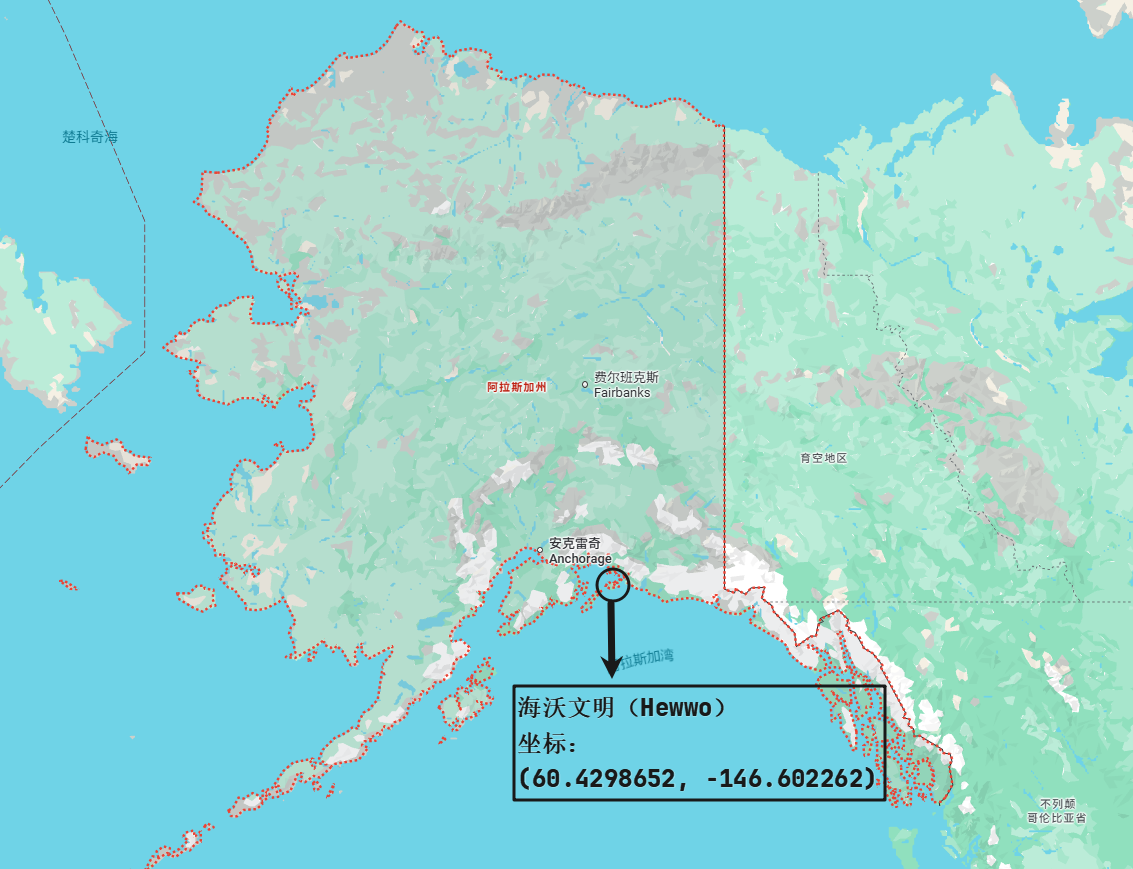 楚科奇海
阿拉斯加州
费尔班克斯
Fairbanks
育空地区
安克雷奇
Anchorage
拉斯加湾
海沃文明（Hewwo）
坐标：
(60.4298652, -146.602262)
不列颠
哥伦比亚省